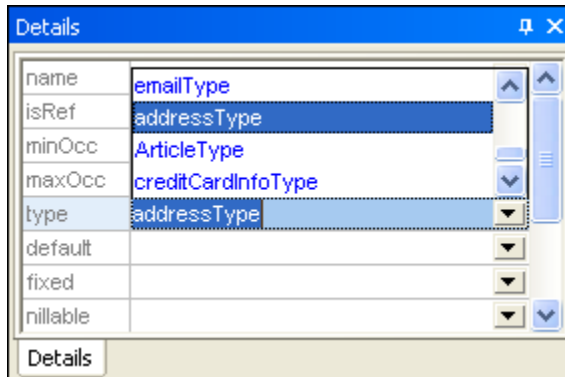 Details
name
emailType
isRef
addressType
minOcc
ArticleType
maxOcc
creditCardInfoType
type addressType
default
fixed
nillable
Details